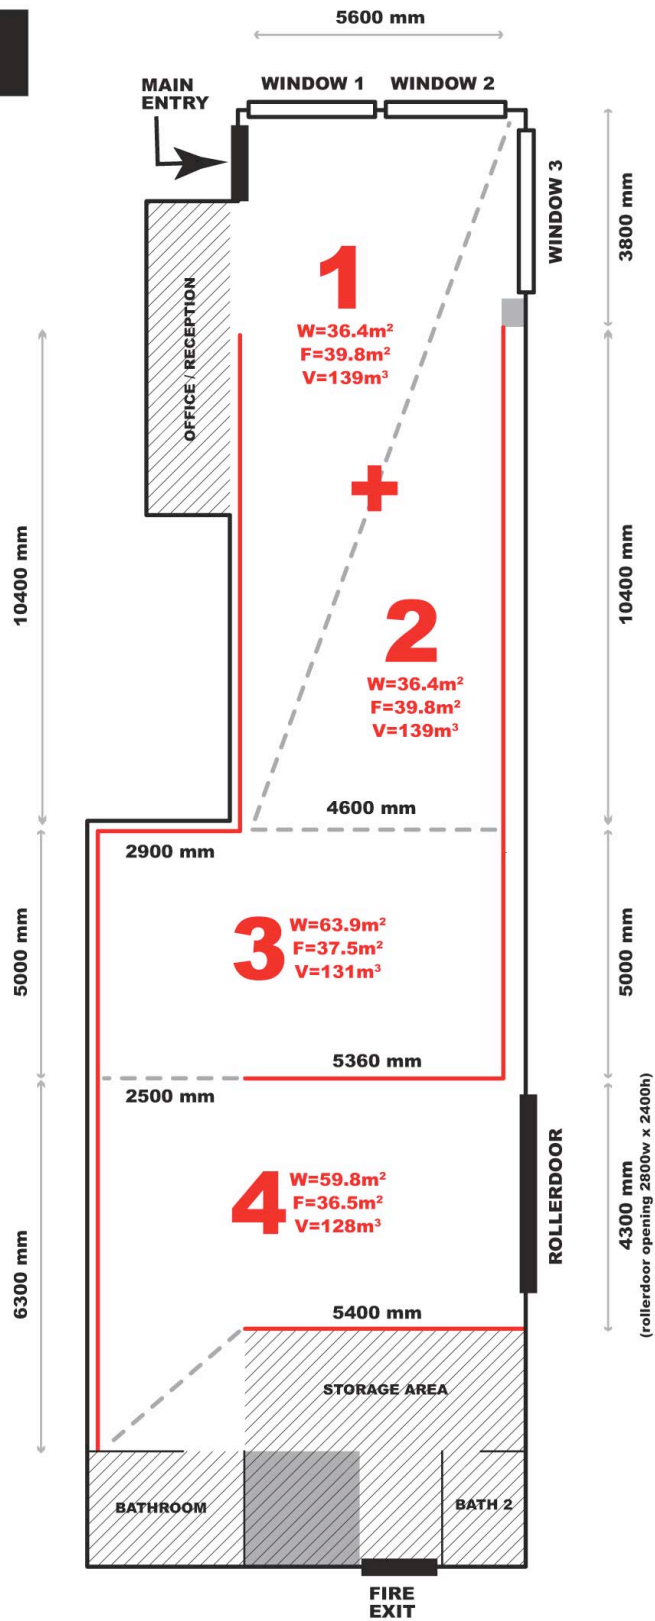 5600 mm
MAIN
ENTRY
WINDOW 1
WINDOW 2
WINDOW 3
3800 mm
OFFICE / RECEPTION
1
W=36.4m²
F=39.8m²
V=139m³
10400 mm
10400 mm
+
2
W=36.4m²
F=39.8m²
V=139m³
4600 mm
2900 mm
3
W=63.9m²
F=37.5m²
V=131m³
5000 mm
5000 mm
5360 mm
2500 mm
4
W=59.8m²
F=36.5m²
V=128m³
ROLLERDOOR
4300 mm
(rollerdoor opening 2800w x 2400h)
6300 mm
5400 mm
STORAGE AREA
BATHROOM
BATH 2
FIRE
EXIT